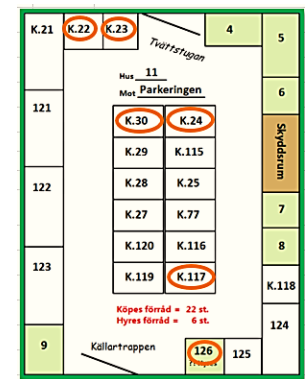 K.21 K.22 K.23 4 5
Tvättstugan
Hus 11
Mot Parkeringen
6
121
K.30 K.24
Skyddsrum
K.29 K.115
122
K.28 K.25
K.27 K.77
7
K.120 K.116
8
123
K.119 K.117
K.118
Köpes förråd = 22 st.
Hyres förråd = 6 st.
124
9
Källartrappen
126 125